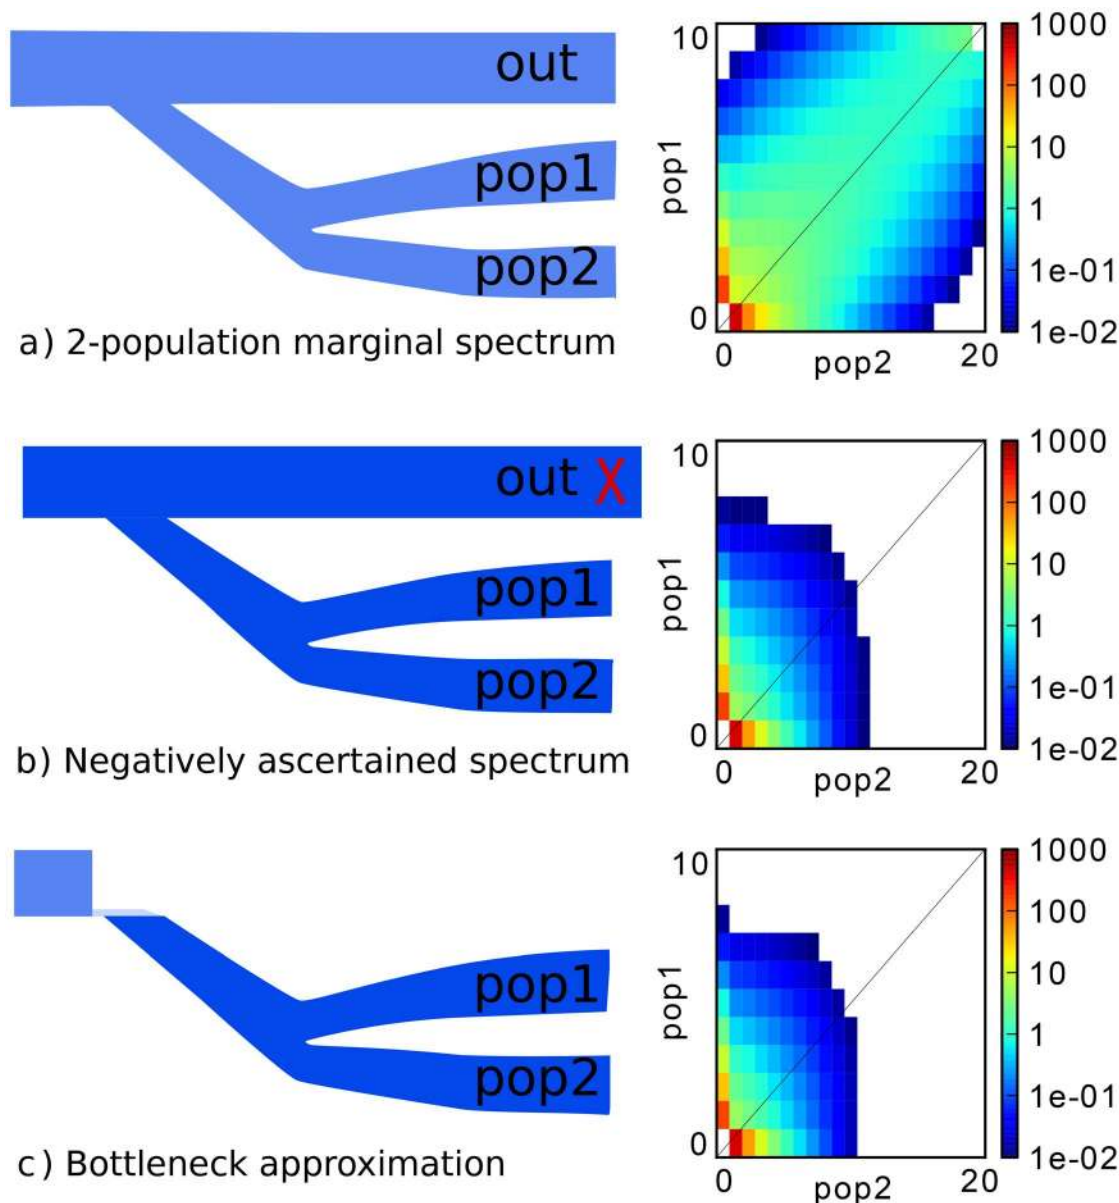 out
pop1
pop2
a) 2-population marginal spectrum
10
pop1
0
0
20
pop2
1000
100
10
1
1e-01
1e-02
out X
pop1
pop2
b) Negatively ascertained spectrum
10
pop1
0
0
20
pop2
1000
100
10
1
1e-01
1e-02
pop1
pop2
c) Bottleneck approximation
10
pop1
0
0
20
pop2
1000
100
10
1
1e-01
1e-02